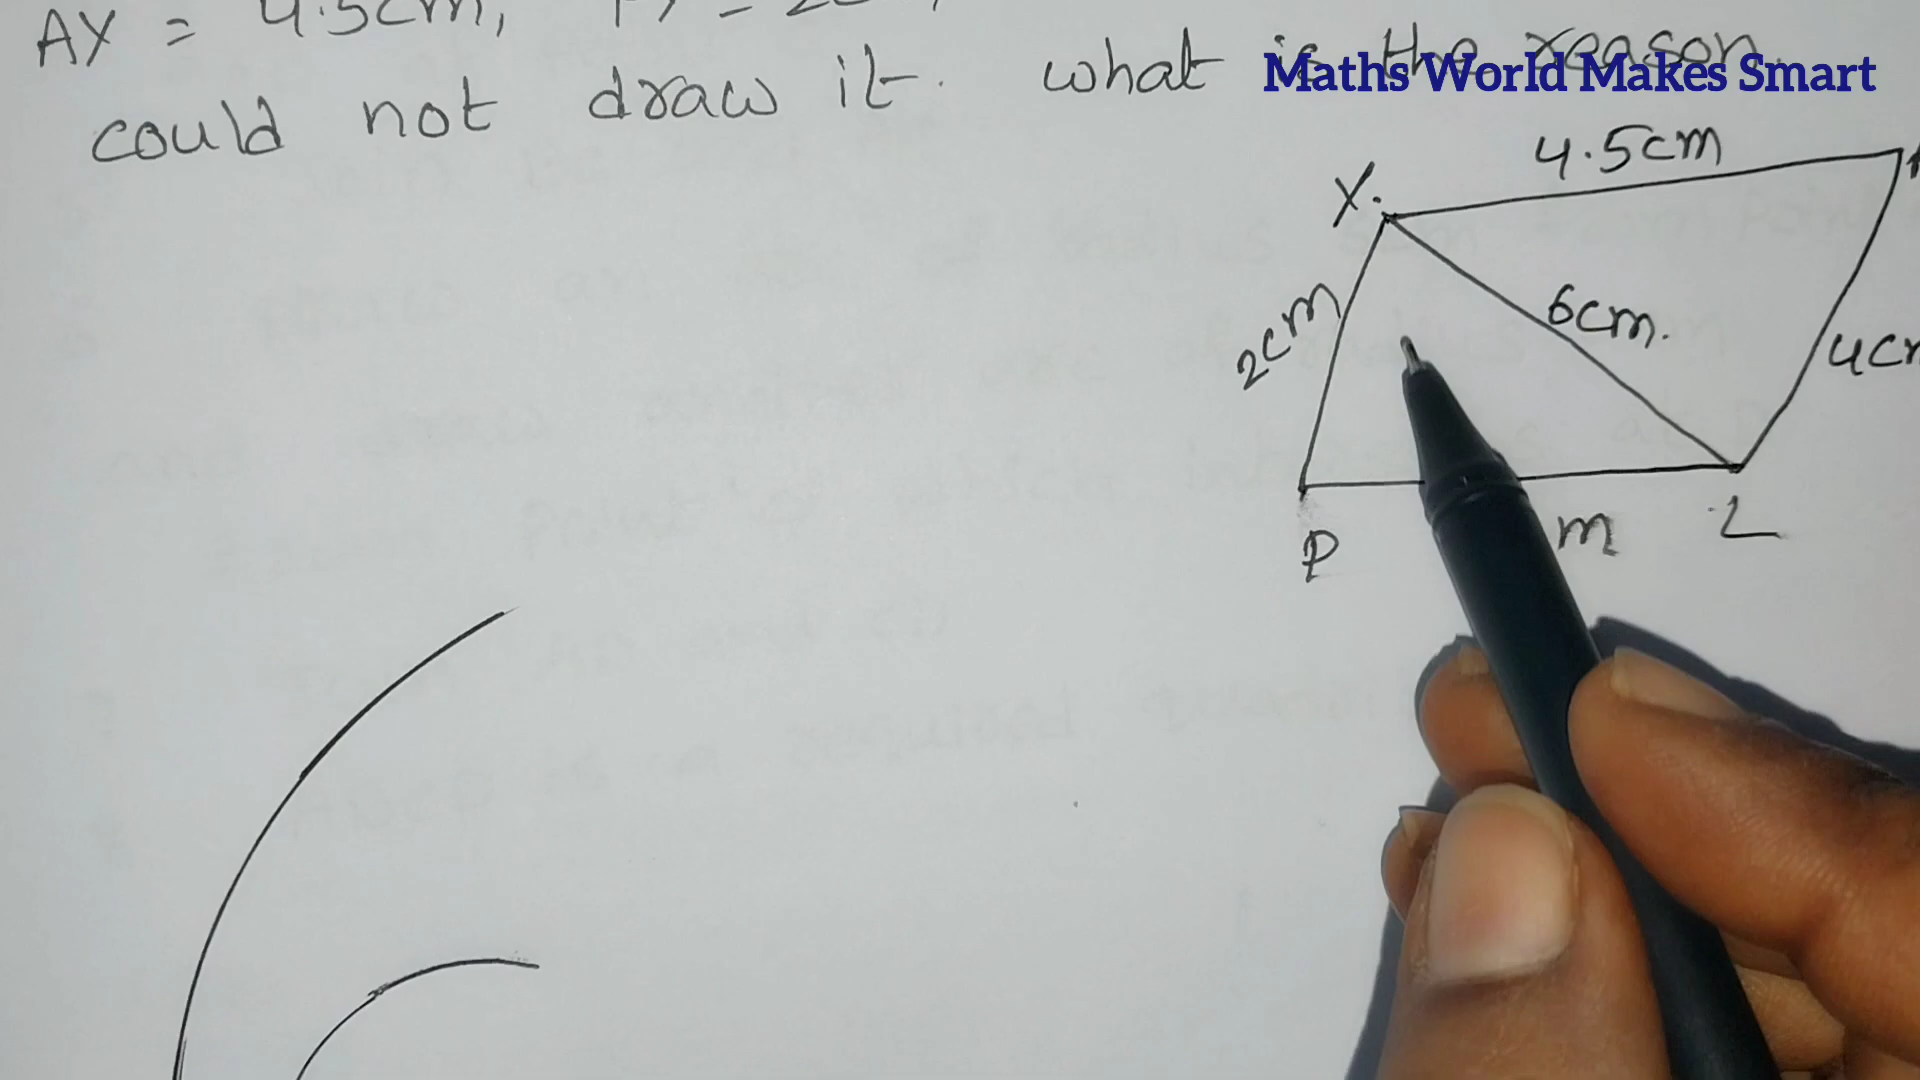 AY = 4.5cm,
could not draw it. what is the reason.
Maths World Makes Smart
4.5cm
X.
2cm
6cm.
4cm
P
m
L